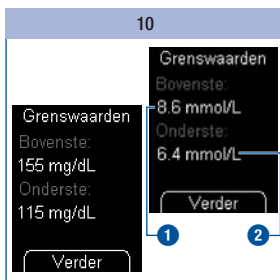 10
Grenswaarden
Bovenste:
155 mg/dL
Onderste:
115 mg/dL
Verder
Grenswaarden
Bovenste:
8.6 mmol/L
Onderste:
6.4 mmol/L
Verder
1
2